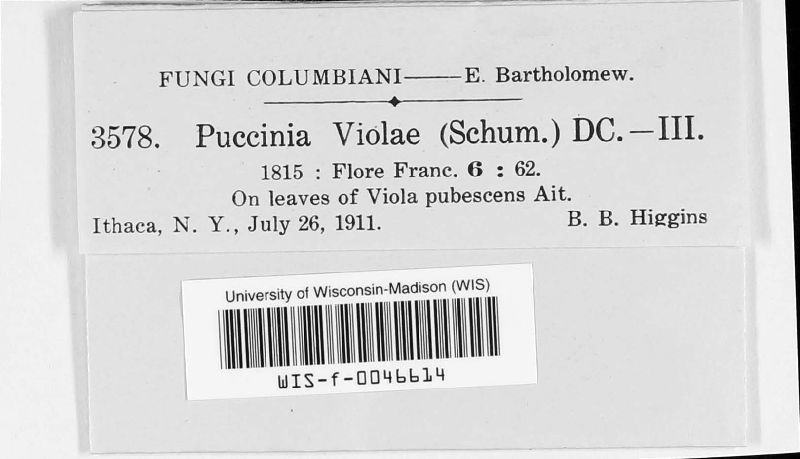 FUNGI COLUMBIANI——E. Bartholomew.
3578. Puccinia Violae (Schum.) DC.—III.
1815 : Flore Franc. 6 : 62.
On leaves of Viola pubescens Ait.
Ithaca, N. Y., July 26, 1911. B. B. Higgins
University of Wisconsin-Madison (WIS)
WIS-f-0046614